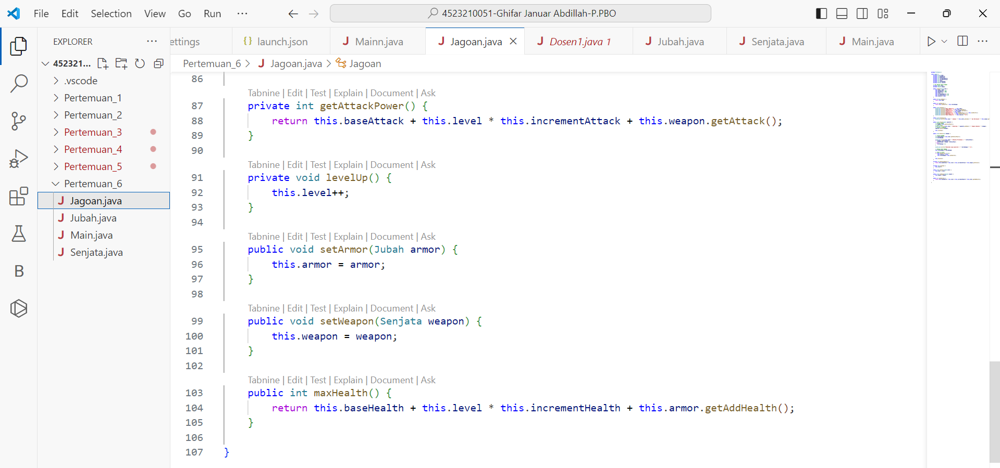 File Edit Selection View Go Run ···
4523210051-Ghifar Januar Abdillah-P.PBO
EXPLORER
452321...
.vscode
Pertemuan_1
Pertemuan_2
Pertemuan_3
Pertemuan_4
Pertemuan_5
Pertemuan_6
J Jagoan.java
J Jubah.java
J Main.java
J Senjata.java
B
ettings {} launch.json J Mainn.java J Jagoan.java J Dosen1.java 1 J Jubah.java J Senjata.java J Main.java
Pertemuan_6 > J Jagoan.java > Jagoan
86
Tabnine | Edit | Test | Explain | Document | Ask
87 private int getAttackPower() {
88 return this.baseAttack + this.level * this.incrementAttack + this.weapon.getAttack();
89 }
90
Tabnine | Edit | Test | Explain | Document | Ask
91 private void levelUp() {
92 this.level++;
93 }
94
Tabnine | Edit | Test | Explain | Document | Ask
95 public void setArmor(Jubah armor) {
96 this.armor = armor;
97 }
98
Tabnine | Edit | Test | Explain | Document | Ask
99 public void setWeapon(Senjata weapon) {
100 this.weapon = weapon;
101 }
102
Tabnine | Edit | Test | Explain | Document | Ask
103 public int maxHealth() {
104 return this.baseHealth + this.level * this.incrementHealth + this.armor.getAddHealth();
105 }
106
107 }